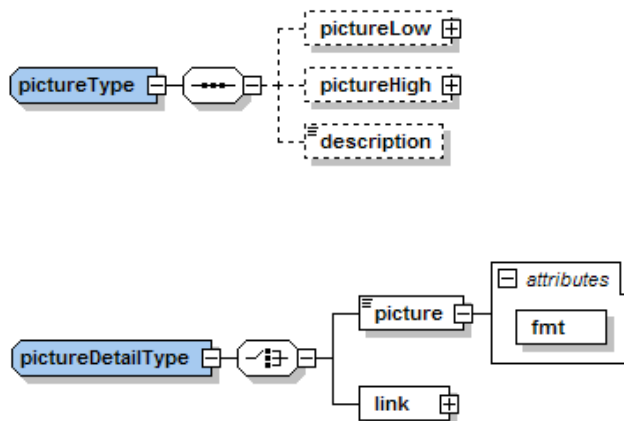 pictureLow
pictureType
pictureHigh
description
attributes
picture
fmt
pictureDetailType
link